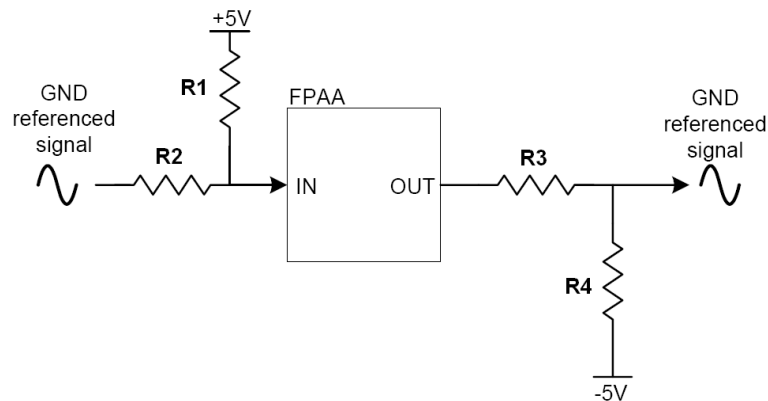 +5V
R1
FPAA
GND
referenced
signal
R2
IN
OUT
R3
GND
referenced
signal
R4
-5V